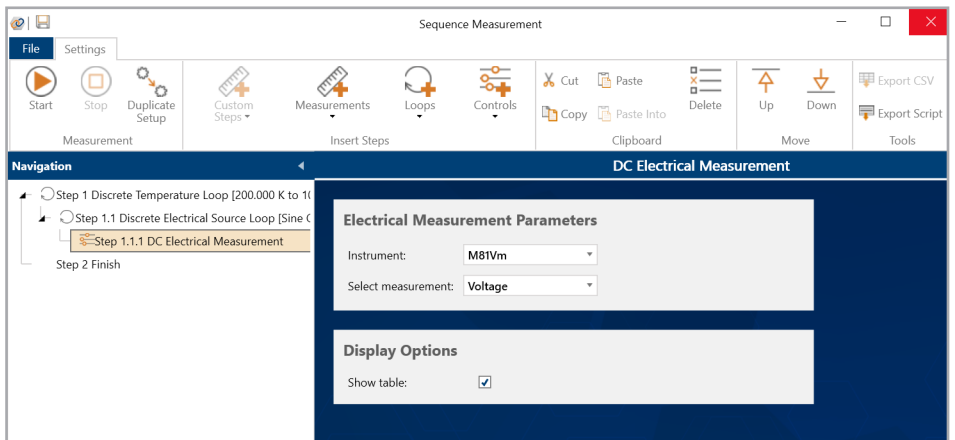 Sequence Measurement
File Settings
Start Stop Duplicate Setup Custom Steps Measurements Loops Controls Cut Paste Copy Paste Into Delete Up Down Export CSV Export Script
Measurement Insert Steps Clipboard Move Tools
Navigation DC Electrical Measurement
Step 1 Discrete Temperature Loop [200.000 K to 10
Step 1.1 Discrete Electrical Source Loop [Sine
Step 1.1.1 DC Electrical Measurement
Step 2 Finish
Electrical Measurement Parameters
Instrument: M81Vm
Select measurement: Voltage
Display Options
Show table: